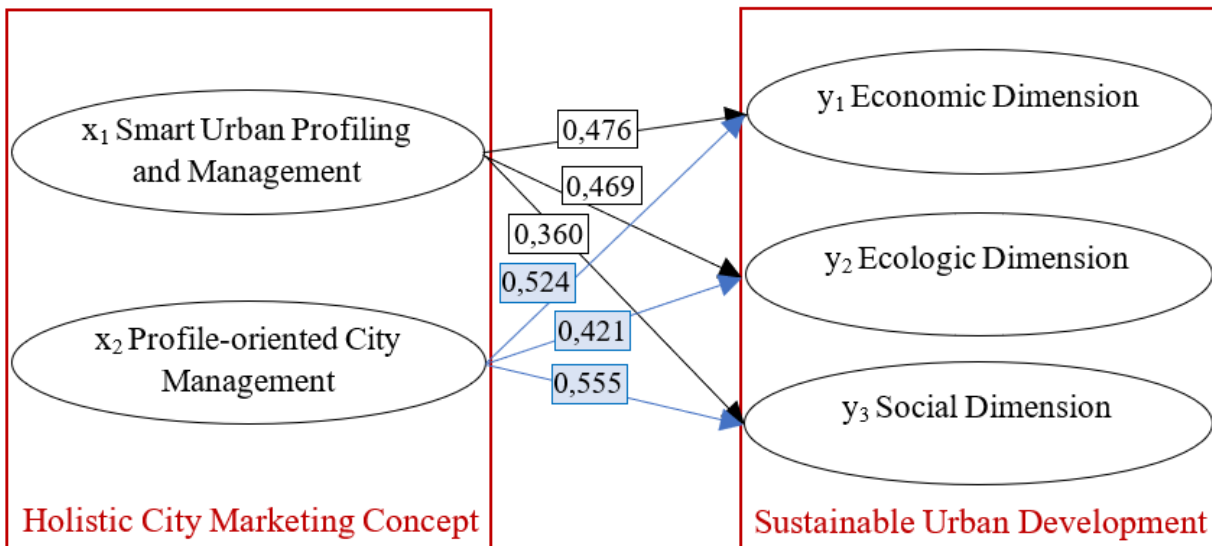 x₁ Smart Urban Profiling
and Management
x₂ Profile-oriented City
Management
Holistic City Marketing Concept
0,476
0,469
0,360
0,524
0,421
0,555
y₁ Economic Dimension
y₂ Ecologic Dimension
y₃ Social Dimension
Sustainable Urban Development